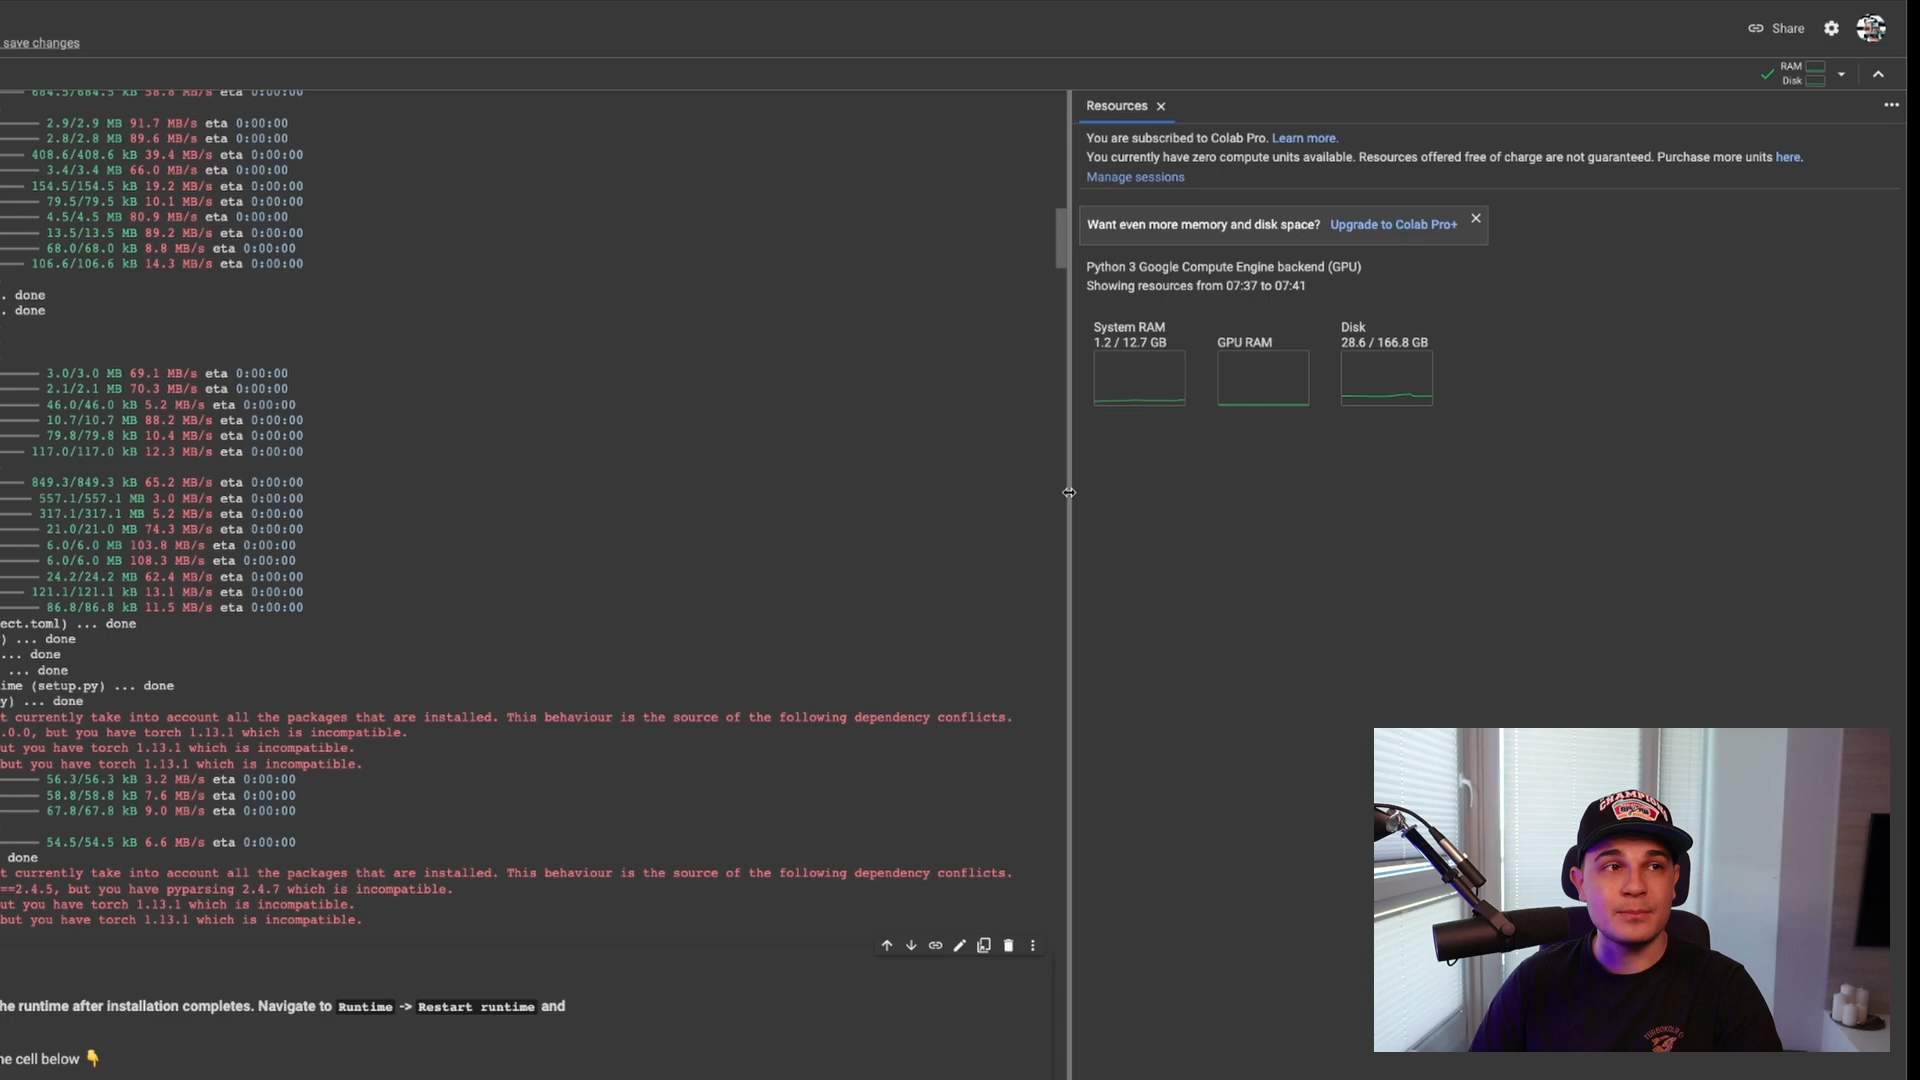 save changes
Share
RAM
Disk
684.5/684.5 kB 58.8 MB/s eta 0:00:00
2.9/2.9 MB 91.7 MB/s eta 0:00:00
2.8/2.8 MB 89.6 MB/s eta 0:00:00
408.6/408.6 kB 39.4 MB/s eta 0:00:00
3.4/3.4 MB 66.0 MB/s eta 0:00:00
154.5/154.5 kB 19.2 MB/s eta 0:00:00
79.5/79.5 kB 10.1 MB/s eta 0:00:00
4.5/4.5 MB 80.9 MB/s eta 0:00:00
13.5/13.5 MB 89.2 MB/s eta 0:00:00
68.0/68.0 kB 8.8 MB/s eta 0:00:00
106.6/106.6 kB 14.3 MB/s eta 0:00:00
. done
. done
3.0/3.0 MB 69.1 MB/s eta 0:00:00
2.1/2.1 MB 70.3 MB/s eta 0:00:00
46.0/46.0 kB 5.2 MB/s eta 0:00:00
10.7/10.7 MB 88.2 MB/s eta 0:00:00
79.8/79.8 kB 10.4 MB/s eta 0:00:00
117.0/117.0 kB 12.3 MB/s eta 0:00:00
849.3/849.3 kB 65.2 MB/s eta 0:00:00
557.1/557.1 MB 3.0 MB/s eta 0:00:00
317.1/317.1 MB 5.2 MB/s eta 0:00:00
21.0/21.0 MB 74.3 MB/s eta 0:00:00
6.0/6.0 MB 103.8 MB/s eta 0:00:00
6.0/6.0 MB 108.3 MB/s eta 0:00:00
24.2/24.2 MB 62.4 MB/s eta 0:00:00
121.1/121.1 kB 13.1 MB/s eta 0:00:00
86.8/86.8 kB 11.5 MB/s eta 0:00:00
ect.toml) ... done
) ... done
... done
... done
ime (setup.py) ... done
y) ... done
t currently take into account all the packages that are installed. This behaviour is the source of the following dependency conflicts.
.0.0, but you have torch 1.13.1 which is incompatible.
ut you have torch 1.13.1 which is incompatible.
but you have torch 1.13.1 which is incompatible.
56.3/56.3 kB 3.2 MB/s eta 0:00:00
58.8/58.8 kB 7.6 MB/s eta 0:00:00
67.8/67.8 kB 9.0 MB/s eta 0:00:00
54.5/54.5 kB 6.6 MB/s eta 0:00:00
done
t currently take into account all the packages that are installed. This behaviour is the source of the following dependency conflicts.
==2.4.5, but you have pyparsing 2.4.7 which is incompatible.
ut you have torch 1.13.1 which is incompatible.
but you have torch 1.13.1 which is incompatible.
he runtime after installation completes. Navigate to Runtime -> Restart runtime and
he cell below 👇
Resources
You are subscribed to Colab Pro. Learn more.
You currently have zero compute units available. Resources offered free of charge are not guaranteed. Purchase more units here.
Manage sessions
Want even more memory and disk space? Upgrade to Colab Pro+
Python 3 Google Compute Engine backend (GPU)
Showing resources from 07:37 to 07:41
System RAM
1.2 / 12.7 GB
GPU RAM
Disk
28.6 / 166.8 GB